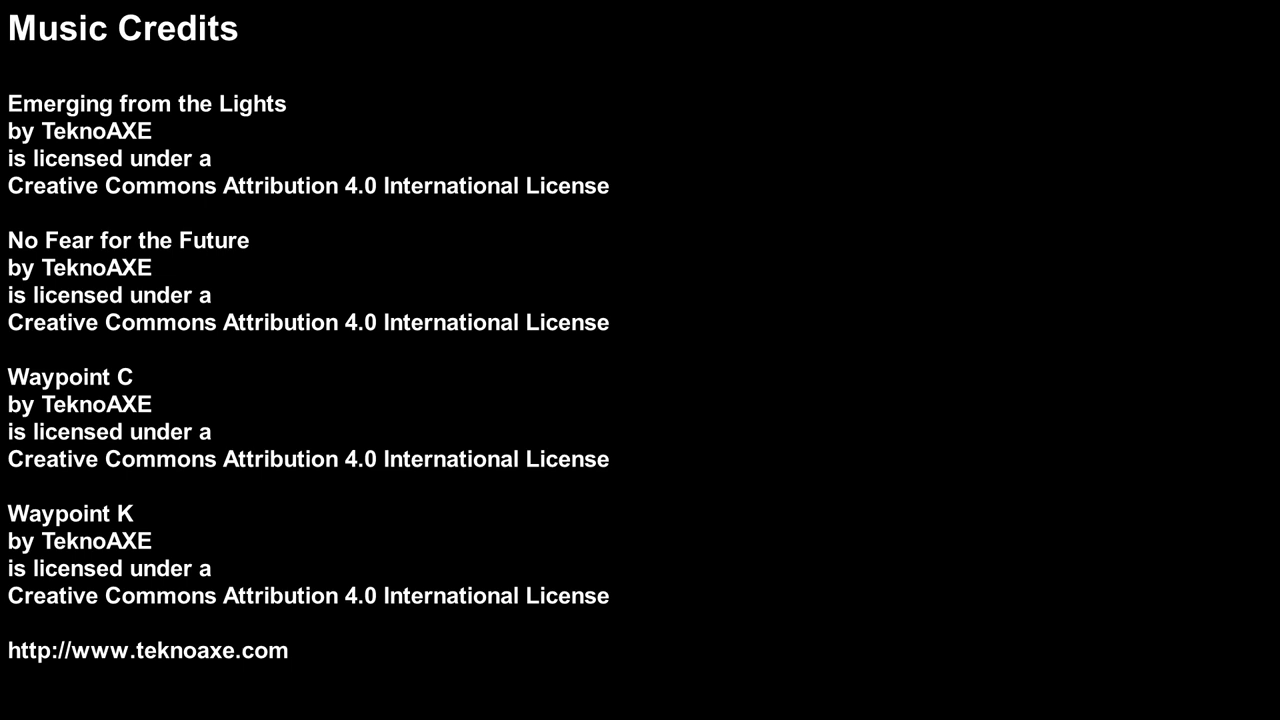 Music Credits
Emerging from the Lights
by TeknoAXE
is licensed under a
Creative Commons Attribution 4.0 International License
No Fear for the Future
by TeknoAXE
is licensed under a
Creative Commons Attribution 4.0 International License
Waypoint C
by TeknoAXE
is licensed under a
Creative Commons Attribution 4.0 International License
Waypoint K
by TeknoAXE
is licensed under a
Creative Commons Attribution 4.0 International License
http://www.teknoaxe.com